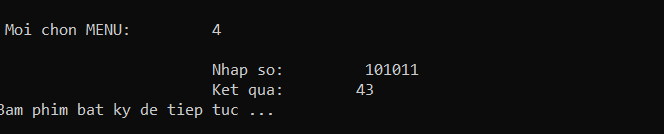 Moi chon MENU: 4
Nhap so: 101011
Ket qua: 43
Bam phim bat ky de tiep tuc ...